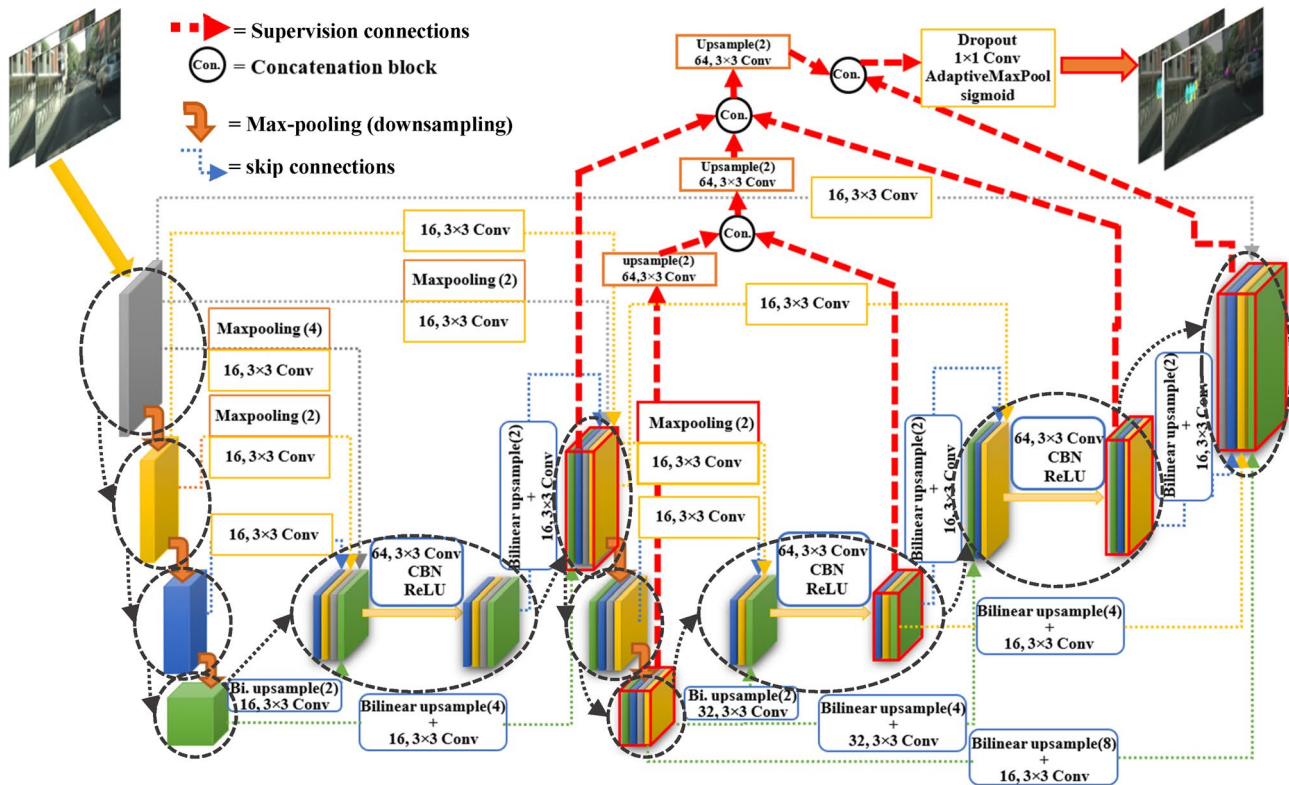 = Supervision connections
Con.
= Concatenation block
= Max-pooling (downsampling)
= skip connections
Upsample(2)
64, 3×3 Conv
Con.
Dropout
1×1 Conv
AdaptiveMaxPool
sigmoid
Con.
Upsample(2)
64, 3×3 Conv
Con.
upsample(2)
64,3×3 Conv
16, 3×3 Conv
16, 3×3 Conv
Maxpooling (2)
16, 3×3 Conv
16, 3×3 Conv
Maxpooling (4)
16, 3×3 Conv
Maxpooling (2)
16, 3×3 Conv
16, 3×3 Conv
64, 3×3 Conv
CBN
ReLU
Bilinear upsample(2)
+
16, 3×3 Conv
Maxpooling (2)
16, 3×3 Conv
16, 3×3 Conv
64, 3×3 Conv
CBN
ReLU
Bilinear upsample(2)
+
16, 3×3 Conv
64, 3×3 Conv
CBN
ReLU
Bilinear upsample(2)
+
16, 3×3 Conv
Bilinear upsample(4)
+
16, 3×3 Conv
Bi. upsample(2)
16, 3×3 Conv
Bilinear upsample(4)
+
16, 3×3 Conv
Bi. upsample(2)
32, 3×3 Conv
Bilinear upsample(4)
+
32, 3×3 Conv
Bilinear upsample(8)
+
16, 3×3 Conv